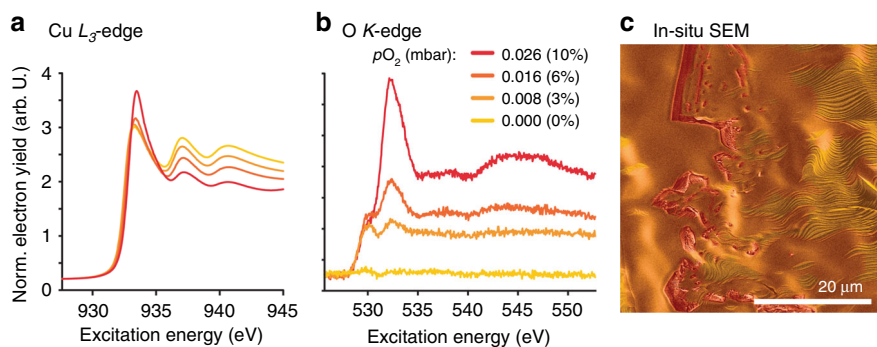 a Cu L3-edge
Norm. electron yield (arb. U.)
4
3
2
1
0
930 935 940 945
Excitation energy (eV)
b O K-edge
pO2 (mbar):
0.026 (10%)
0.016 (6%)
0.008 (3%)
0.000 (0%)
530 535 540 545 550
Excitation energy (eV)
c In-situ SEM
20 μm